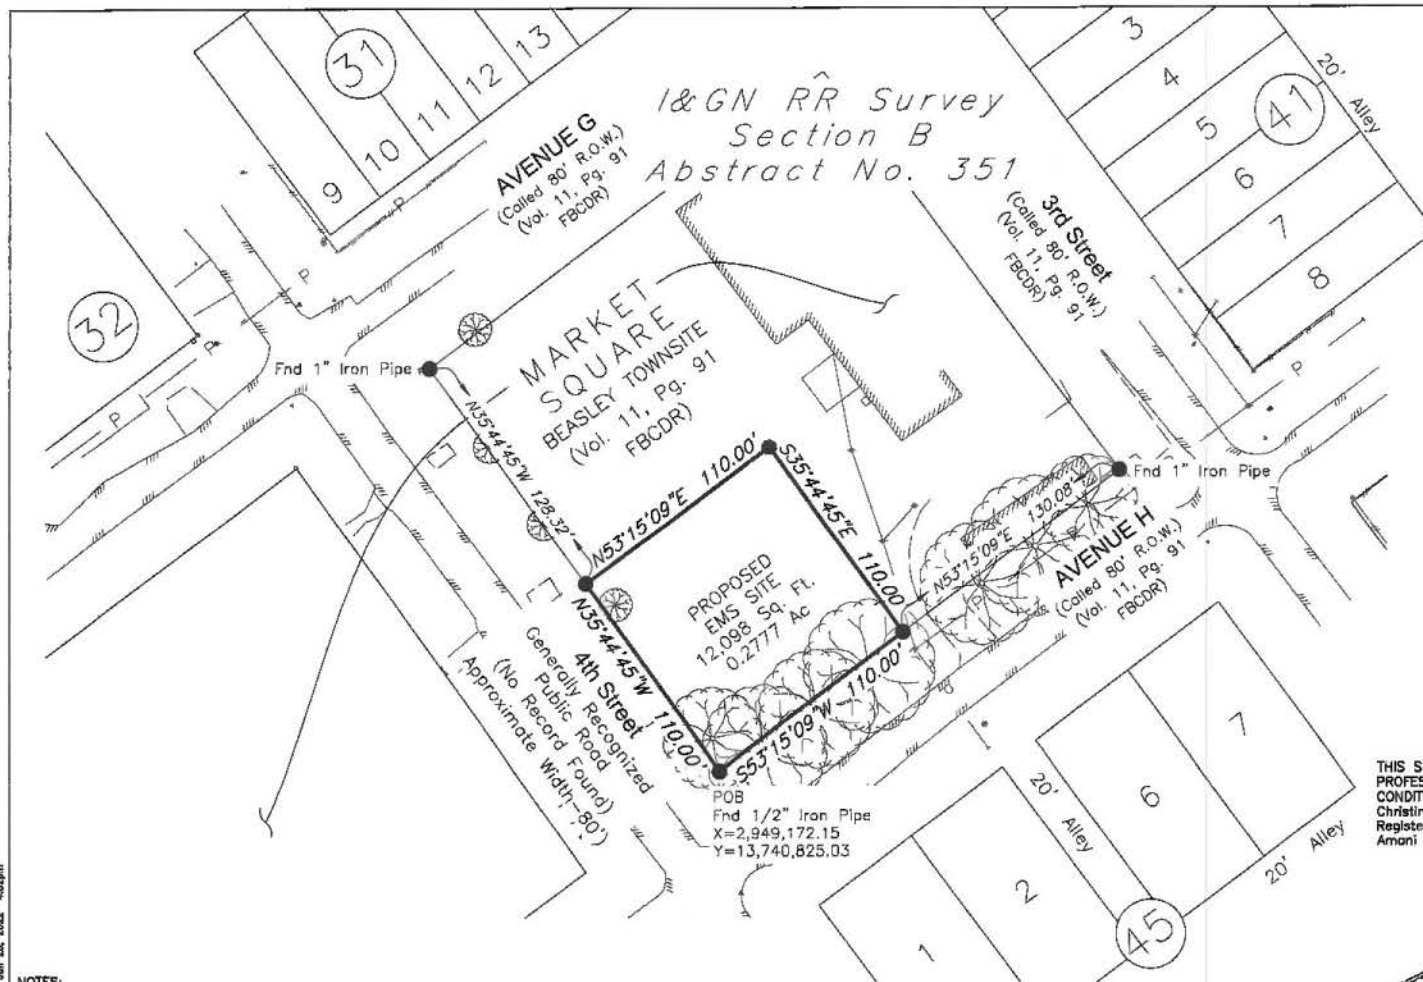 31
13
12
11
10
9
I&GN RR Survey
Section B
Abstract No. 351
AVENUE G
(Called 80' R.O.W.)
(Vol. 11, Pg. 91
FBCDR)
3
4
5
6
7
8
41
20'
Alley
3rd Street
(Called 80' R.O.W.)
(Vol. 11, Pg. 91
FBCDR)
32
P
P
P
P
P
Fnd 1" Iron Pipe
MARKET
SQUARE
BEASLEY TOWNSITE
(Vol. 11, Pg. 91
FBCDR)
N35°44'45"W 128.32'
N53°15'09"E 110.00'
S35°44'45"E 110.00
Fnd 1" Iron Pipe
N53°15'09"E 130.08'
AVENUE H
(Called 80' R.O.W.)
(Vol. 11, Pg. 91
FBCDR)
PROPOSED
EMS SITE
12,098 Sq. Ft.
0.2777 Ac
N35°44'45"W 110.00'
S53°15'09"W 110.00'
4th Street
Generally Recognized
Public Road
(No Record Found)
Approximate Width-80')
POB
Fnd 1/2" Iron Pipe
X=2,949,172.15
Y=13,740,825.03
20' Alley
6
7
20' Alley
1
2
45
THIS S
PROFES
CONDIT
Christin
Registe
Amani
NOTES: